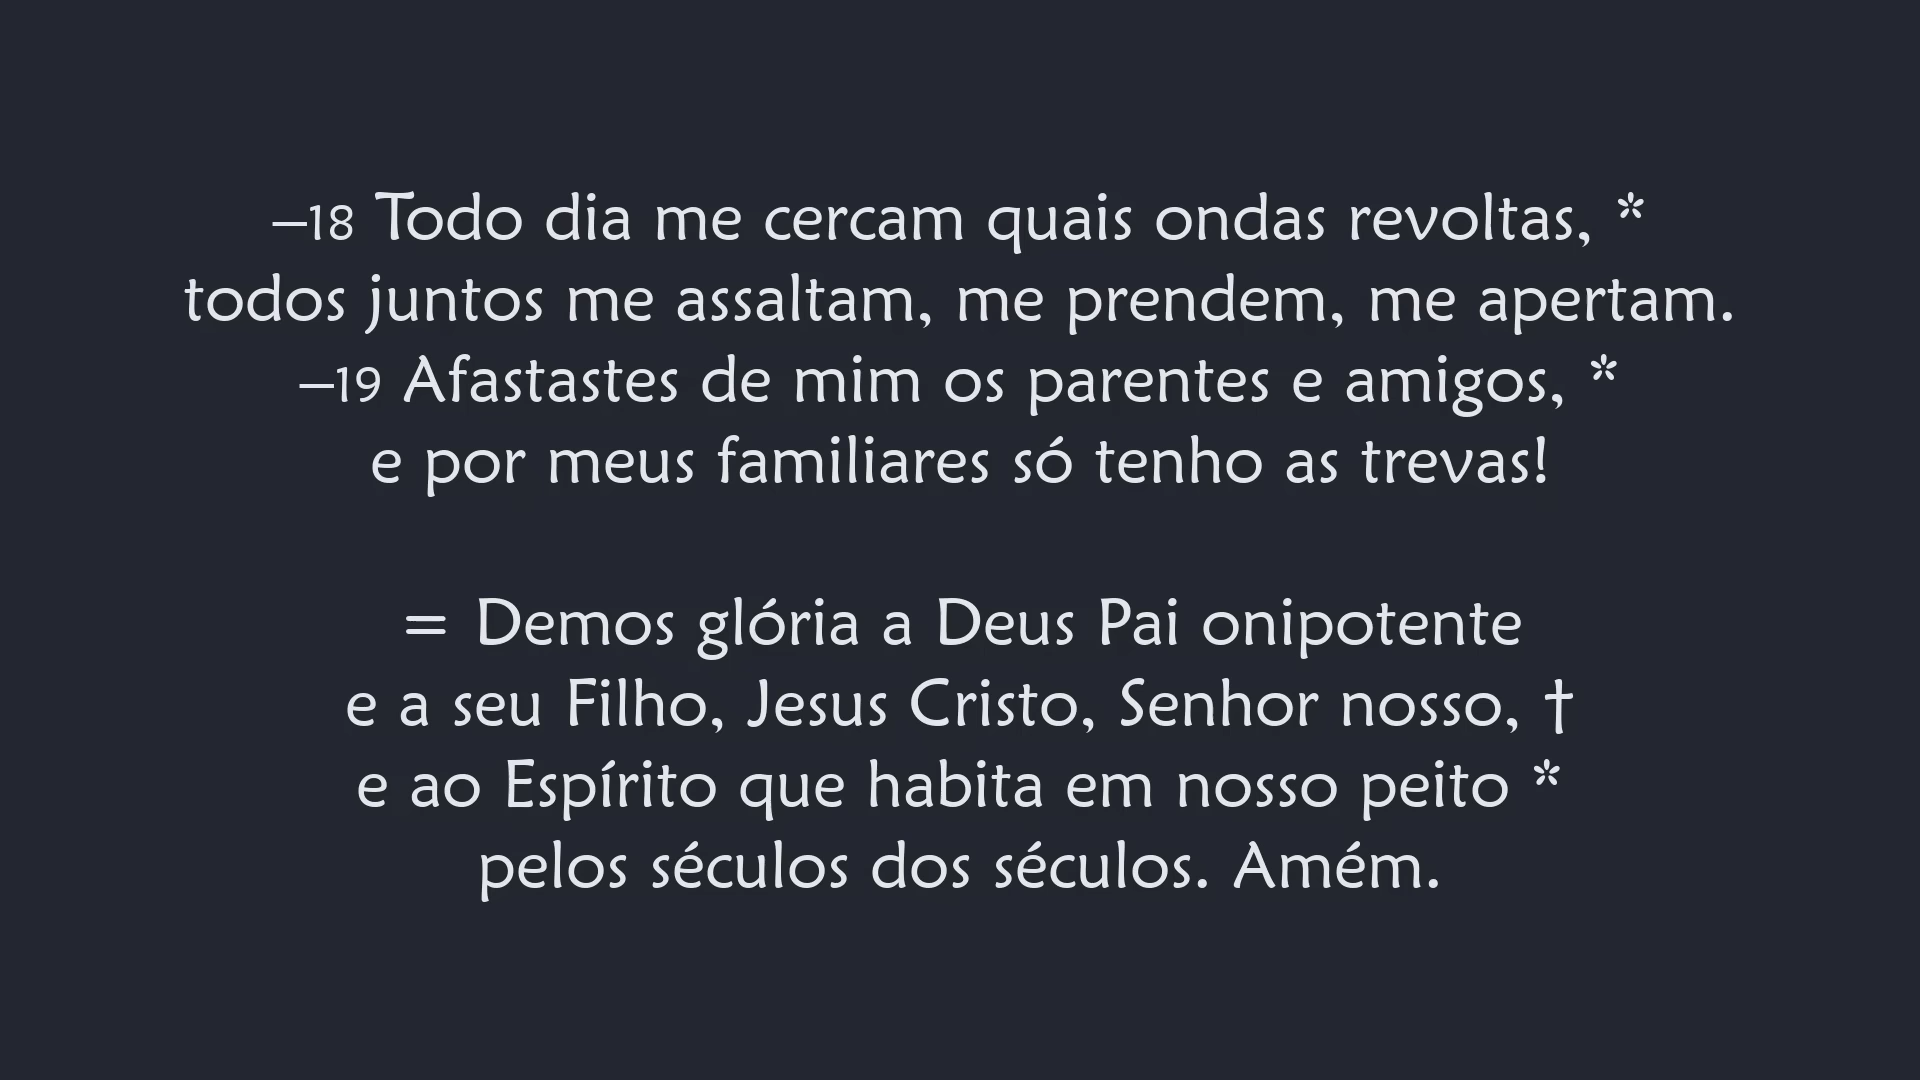 –18 Todo dia me cercam quais ondas revoltas, *
todos juntos me assaltam, me prendem, me apertam.
–19 Afastastes de mim os parentes e amigos, *
e por meus familiares só tenho as trevas!
= Demos glória a Deus Pai onipotente
e a seu Filho, Jesus Cristo, Senhor nosso, †
e ao Espírito que habita em nosso peito *
pelos séculos dos séculos. Amém.